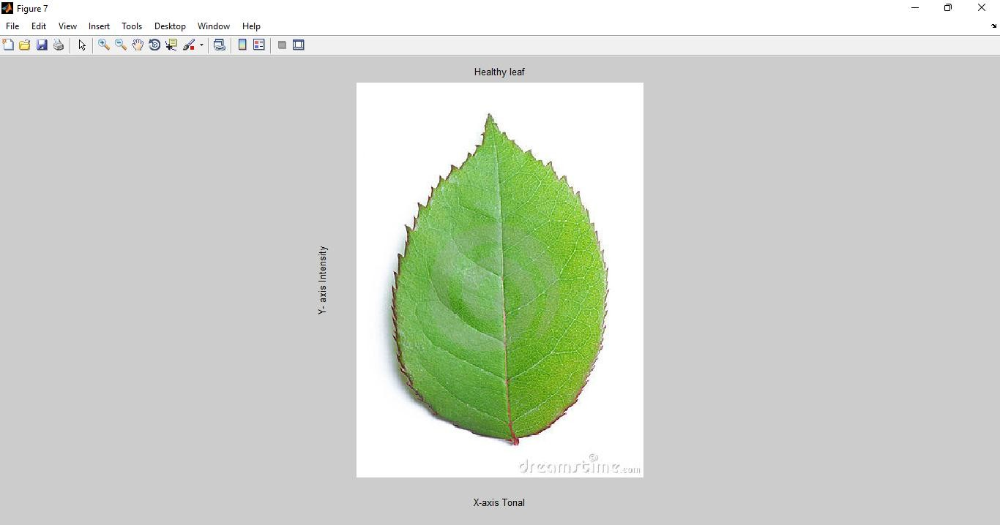 Figure 7
File Edit View Insert Tools Desktop Window Help
Healthy leaf
Y- axis Intensity
dreamstime.com
X-axis Tonal